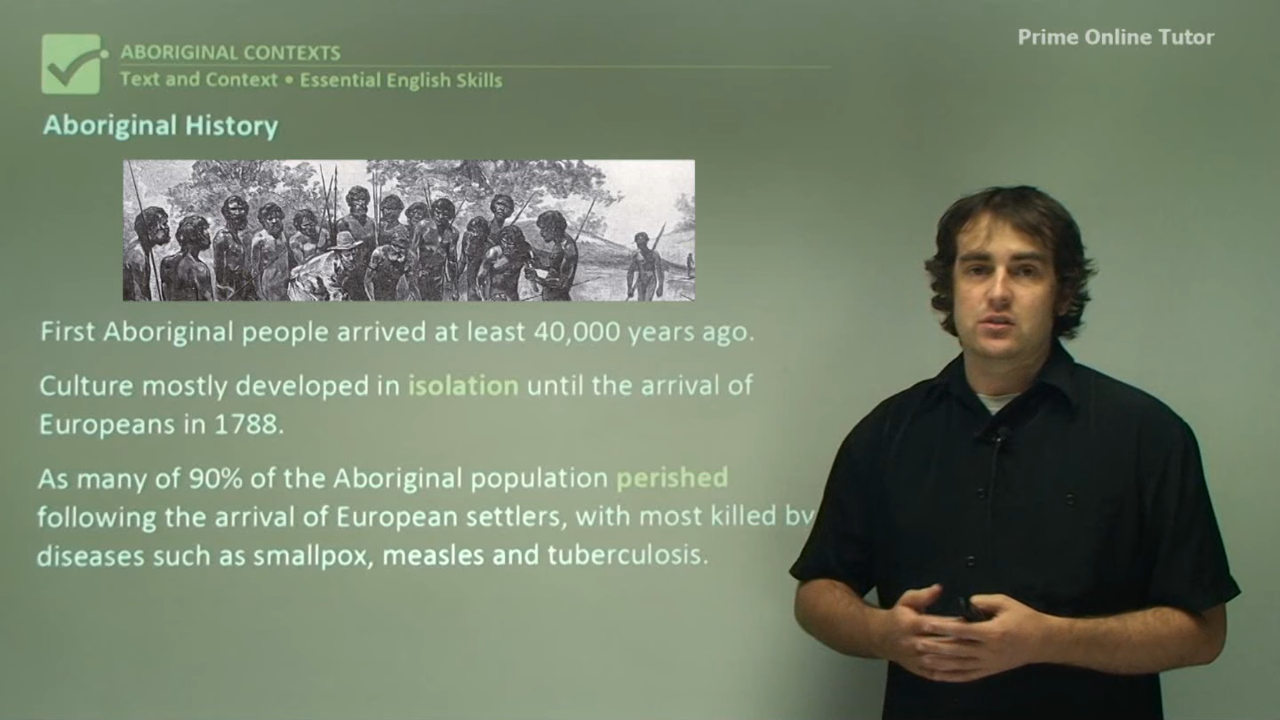 Prime Online Tutor
ABORIGINAL CONTEXTS
Text and Context • Essential English Skills
Aboriginal History
First Aboriginal people arrived at least 40,000 years ago.
Culture mostly developed in isolation until the arrival of
Europeans in 1788.
As many of 90% of the Aboriginal population perished
following the arrival of European settlers, with most killed by
diseases such as smallpox, measles and tuberculosis.